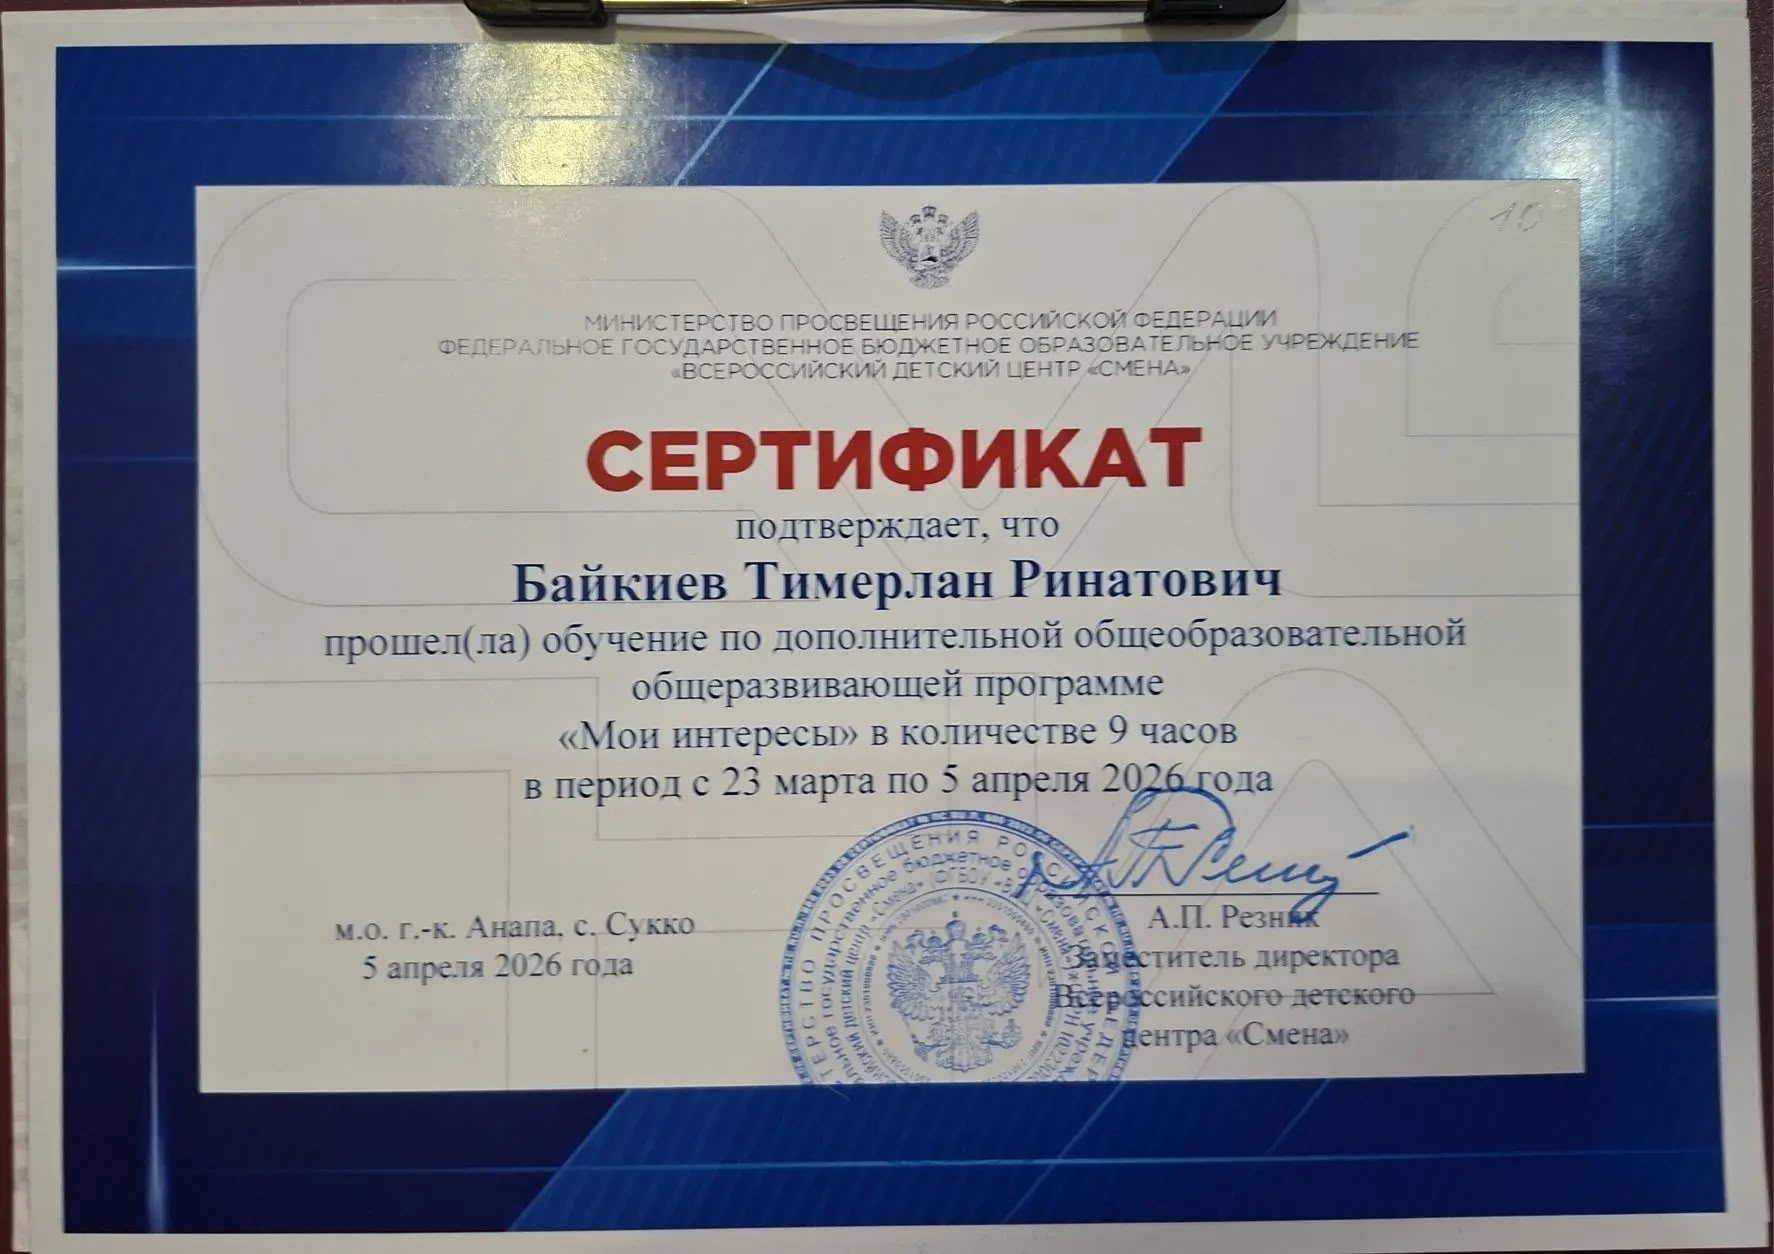 10
МИНИСТЕРСТВО ПРОСВЕЩЕНИЯ РОССИЙСКОЙ ФЕДЕРАЦИИ
ФЕДЕРАЛЬНОЕ ГОСУДАРСТВЕННОЕ БЮДЖЕТНОЕ ОБРАЗОВАТЕЛЬНОЕ УЧРЕЖДЕНИЕ
«ВСЕРОССИЙСКИЙ ДЕТСКИЙ ЦЕНТР «СМЕНА»
СЕРТИФИКАТ
подтверждает, что
Байкиев Тимерлан Ринатович
прошел(ла) обучение по дополнительной общеобразовательной
общеразвивающей программе
«Мои интересы» в количестве 9 часов
в период с 23 марта по 5 апреля 2026 года
м.о. г.-к. Анапа, с. Сукко
5 апреля 2026 года
А.П. Резник
Заместитель директора
Всероссийского детского
центра «Смена»